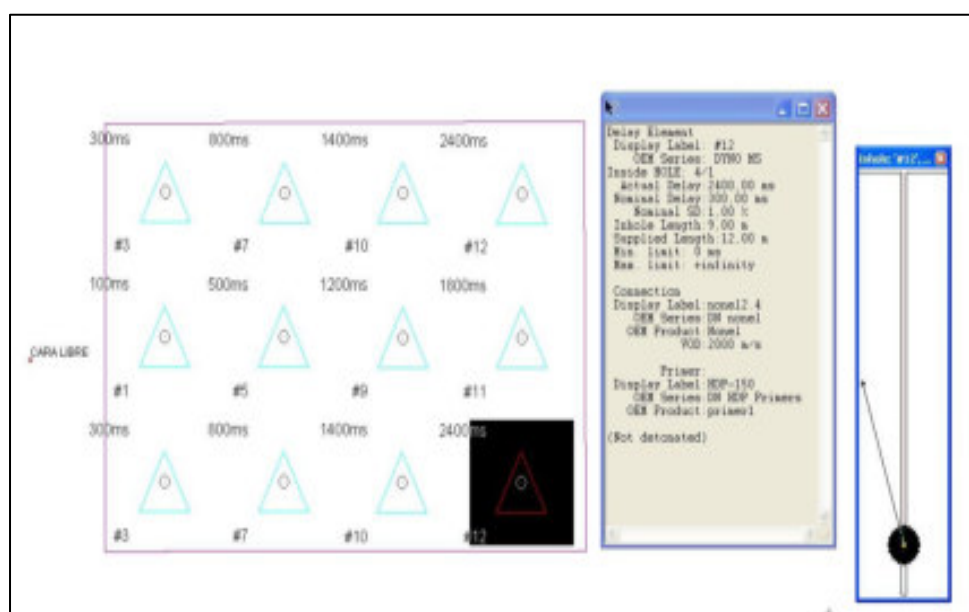 300ms 800ms 1400ms 2400ms
#3 #7 #10 #12
100ms 500ms 1200ms 1800ms
CARA LIBRE
#1 #5 #9 #11
300ms 800ms 1400ms 2400ms
#3 #7 #10 #12
Delay Element
Display Label: #12
OEM Series: DYNO MS
Inside HOLE: 4/1
Actual Delay:2400.00 ms
Nominal Delay:300.00 ms
Nominal SD:1.00 %
Inhole Length:9.00 m
Supplied Length:12.00 m
Min. limit: 0 ms
Max. limit: +infinity
Connection
Display Label:nonel2.4
OEM Series:DN nonel
OEM Product:Nonel
VOD:2000 m/s
Primer:
Display Label:HDP-150
OEM Series:DN HDP Primers
OEM Product:primer1
(Not detonated)
Inhole: "#12",...